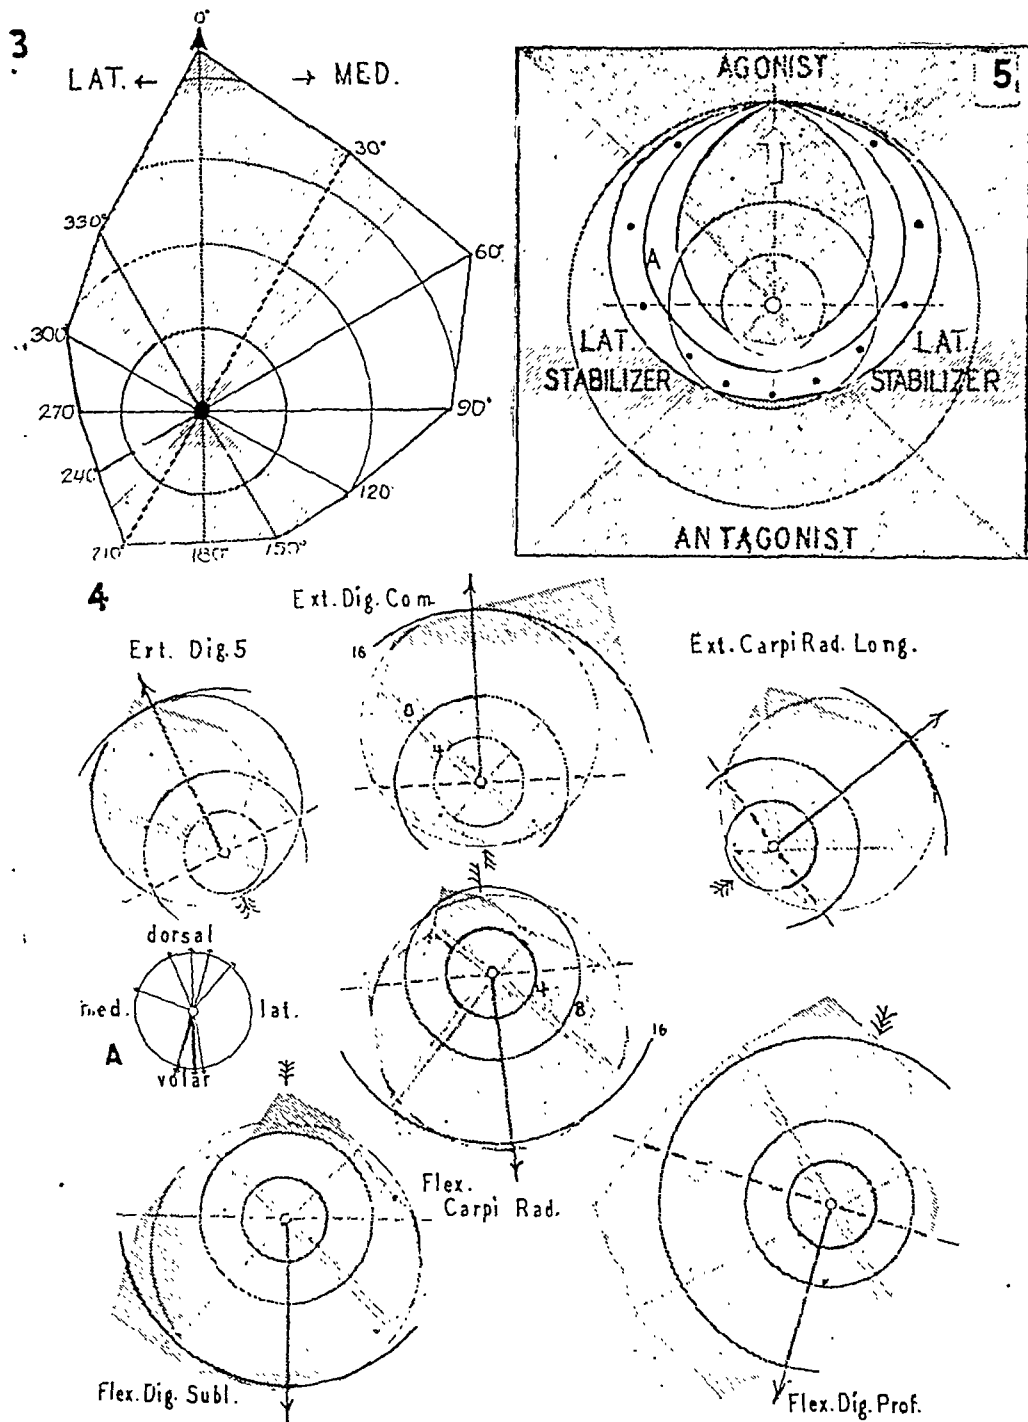 3
0°
LAT. ← → MED.
30°
330°
60°
300
270
90°
240
120
210°
180°
150°
5
AGONIST
A
LAT. STABILIZER
LAT. STABILIZER
ANTAGONIST
4
Ext. Dig. 5
Ext. Dig. Com
16
8
4
Ext. Carpi Rad. Long.
dorsal
med.
lat.
A
volar
4
8
16
Flex.
Carpi Rad.
Flex. Dig. Subl.
Flex. Dig. Prof.